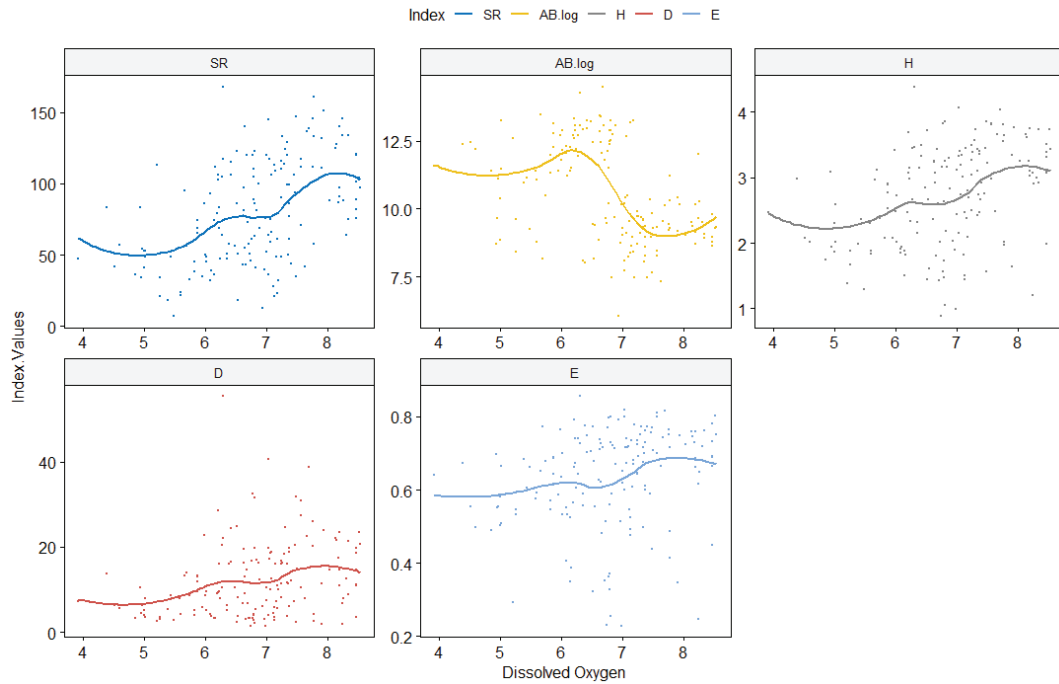 Index SR AB.log H D E
SR AB.log H
150
100
50
0
12.5
10.0
7.5
4
3
2
1
4 5 6 7 8 4 5 6 7 8 4 5 6 7 8
D E
40
20
0
0.8
0.6
0.4
0.2
4 5 6 7 8 4 5 6 7 8
Index.Values
Dissolved Oxygen